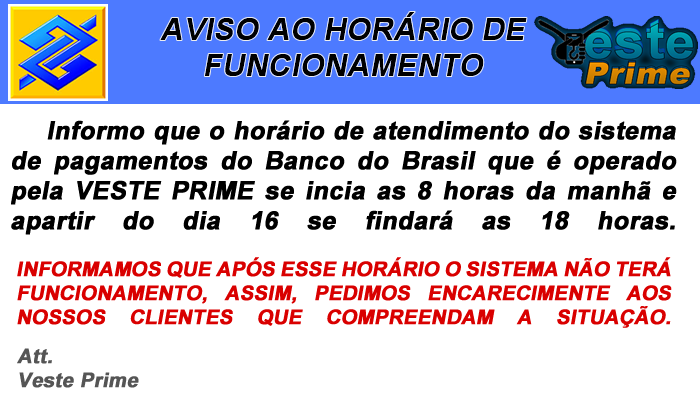 AVISO AO HORÁRIO DE
FUNCIONAMENTO
Veste
Prime
Informo que o horário de atendimento do sistema
de pagamentos do Banco do Brasil que é operado
pela VESTE PRIME se incia as 8 horas da manhã e
apartir do dia 16 se findará as 18 horas.
INFORMAMOS QUE APÓS ESSE HORÁRIO O SISTEMA NÃO TERÁ
FUNCIONAMENTO, ASSIM, PEDIMOS ENCARECIMENTE AOS
NOSSOS CLIENTES QUE COMPREENDAM A SITUAÇÃO.
Att.
Veste Prime